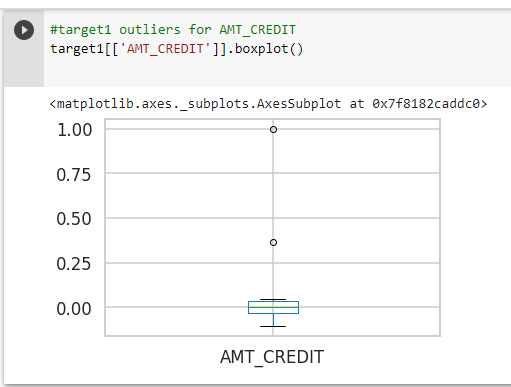 #target1 outliers for AMT_CREDIT
target1[['AMT_CREDIT']].boxplot()
<matplotlib.axes._subplots.AxesSubplot at 0x7f8182caddc0>
1.00
0.75
0.50
0.25
0.00
AMT_CREDIT